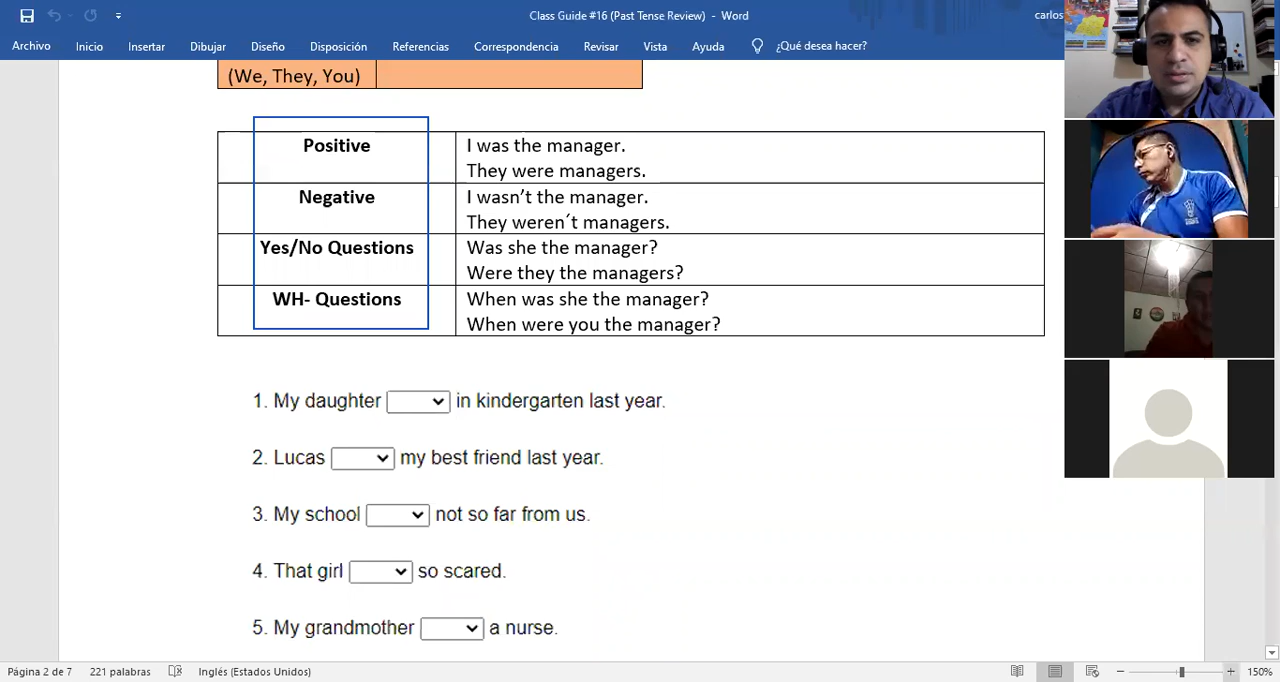 Class Guide #16 (Past Tense Review) - Word
carlos
Archivo Inicio Insertar Dibujar Diseño Disposición Referencias Correspondencia Revisar Vista Ayuda ¿Qué desea hacer?
(We, They, You)
Positive
I was the manager.
They were managers.
Negative
I wasn’t the manager.
They weren´t managers.
Yes/No Questions
Was she the manager?
Were they the managers?
WH- Questions
When was she the manager?
When were you the manager?
1. My daughter in kindergarten last year.
2. Lucas my best friend last year.
3. My school not so far from us.
4. That girl so scared.
5. My grandmother a nurse.
Página 2 de 7 221 palabras Inglés (Estados Unidos) 150%